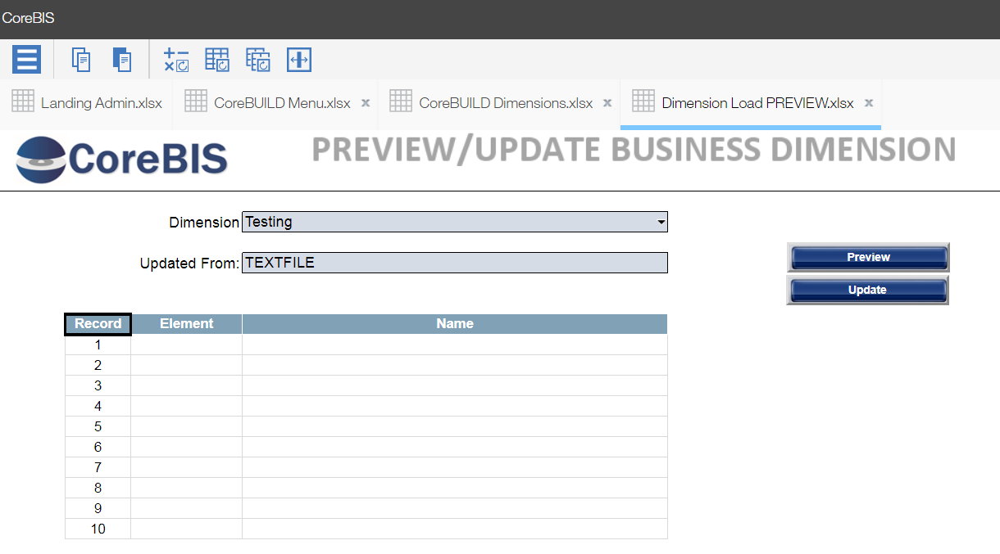 CoreBIS
Landing Admin.xlsx
CoreBUILD Menu.xlsx
CoreBUILD Dimensions.xlsx
Dimension Load PREVIEW.xlsx
CoreBIS
PREVIEW/UPDATE BUSINESS DIMENSION
Dimension Testing
Updated From: TEXTFILE
Preview
Update
Record Element Name
1
2
3
4
5
6
7
8
9
10